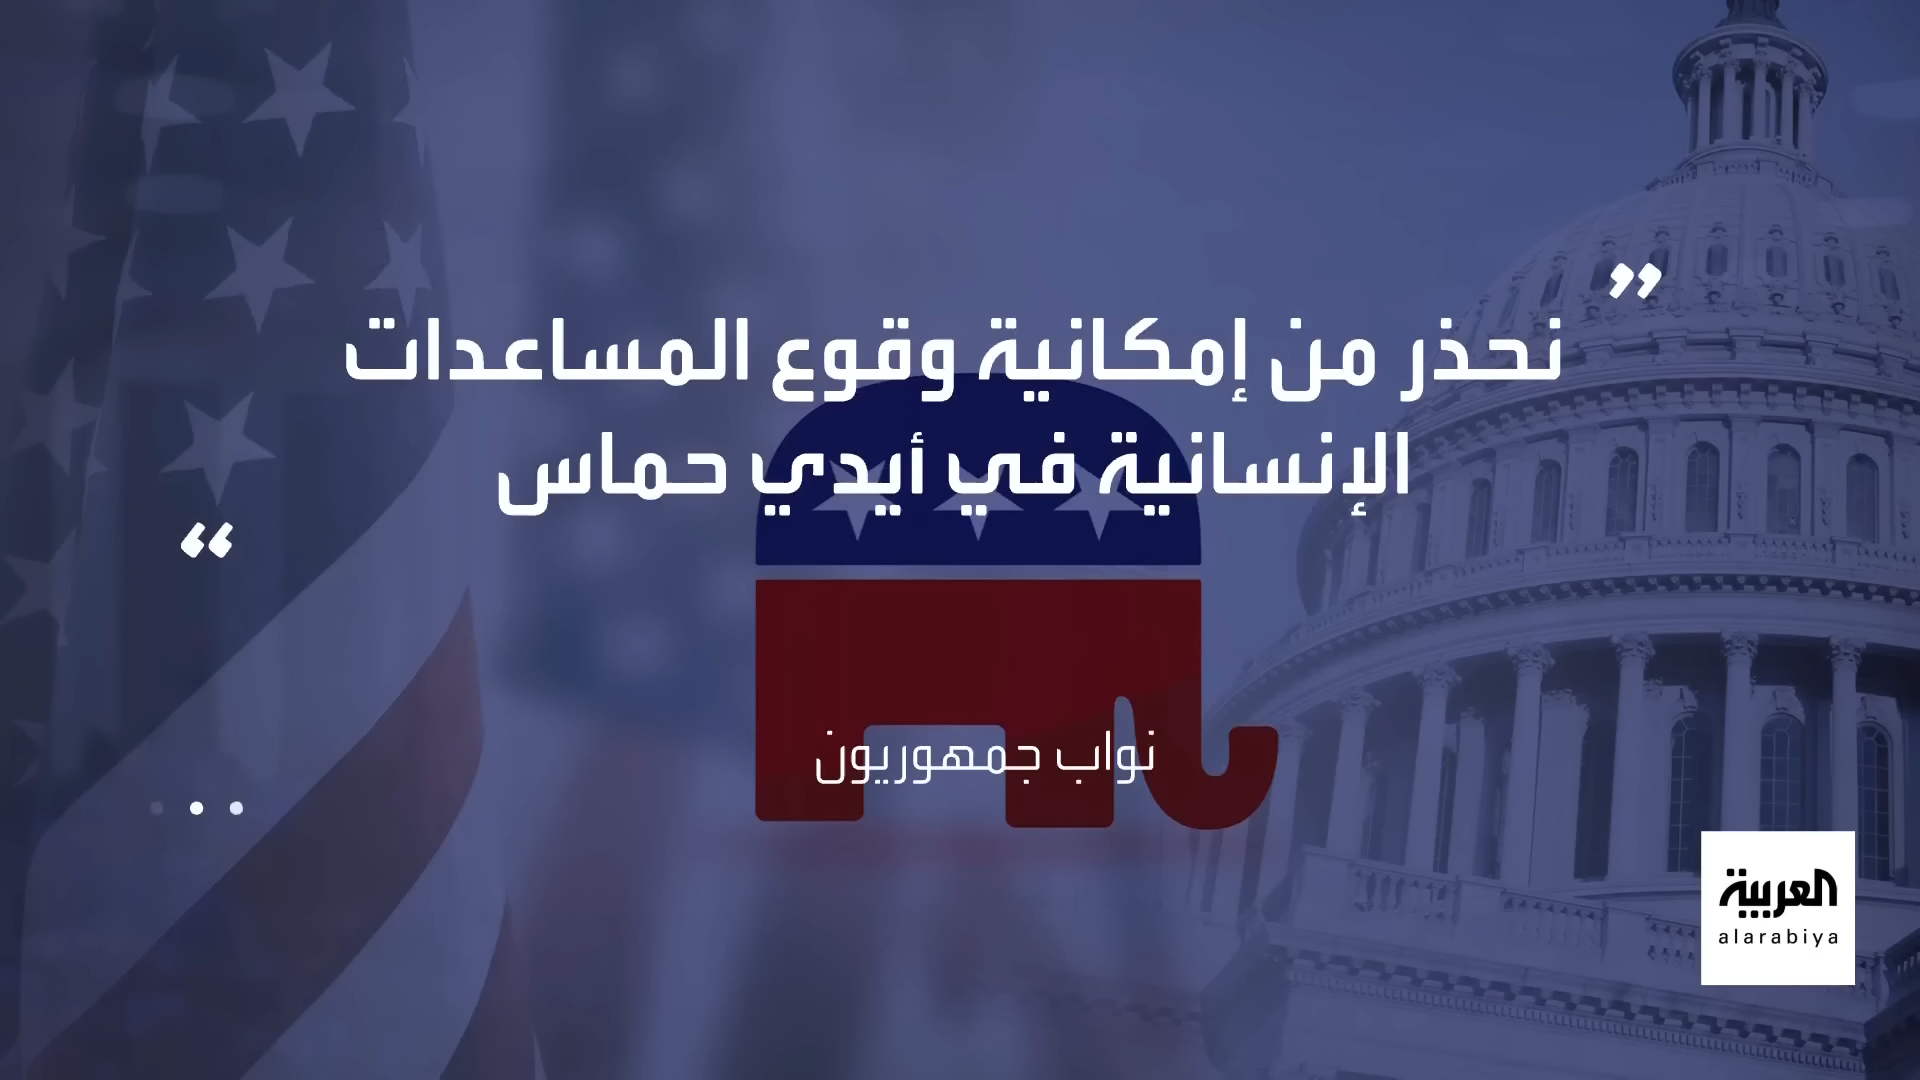 ”
نحذر من إمكانية وقوع المساعدات
الإنسانية في أيدي حماس
“
نواب جمهوريون
العربية
alarabiya